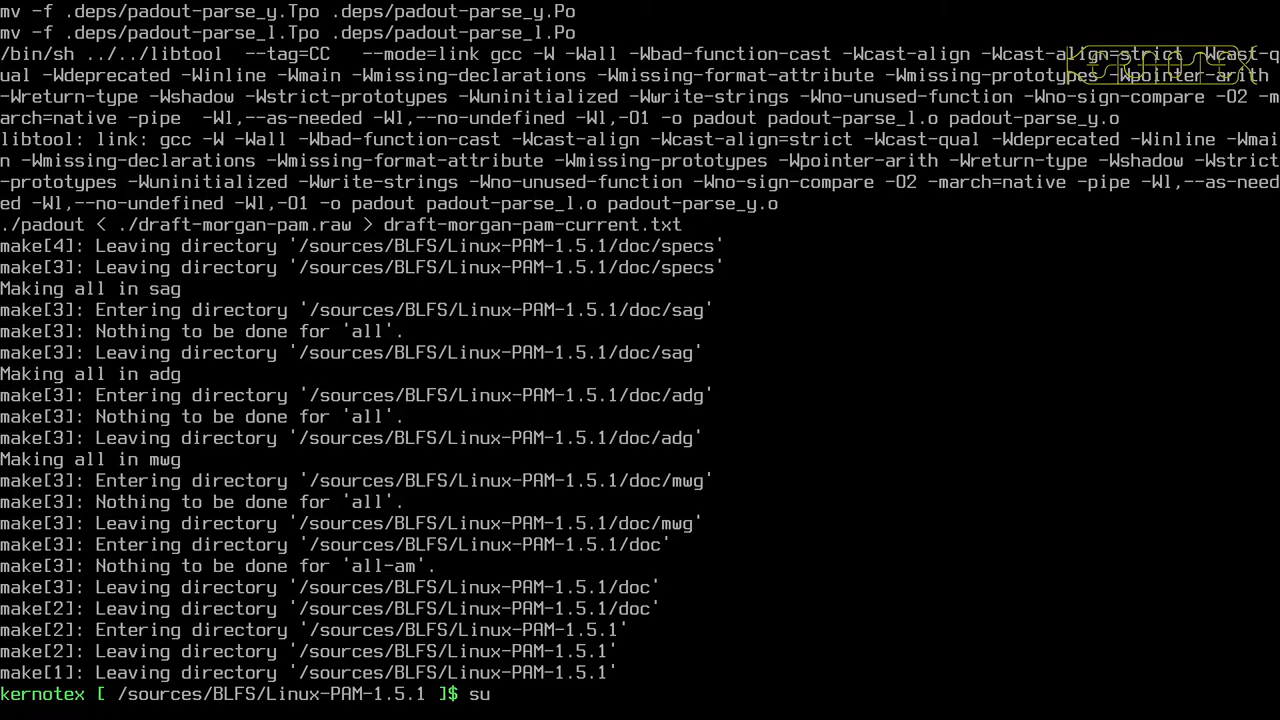 mv -f .deps/padout-parse_y.Tpo .deps/padout-parse_y.Po
mv -f .deps/padout-parse_l.Tpo .deps/padout-parse_l.Po
/bin/sh ../../libtool   --tag=CC   --mode=link gcc -W -Wall -Wbad-function-cast -Wcast-align -Wcast-align=strict -Wcast-q
ual -Wdeprecated -Winline -Wmain -Wmissing-declarations -Wmissing-format-attribute -Wmissing-prototypes -Wpointer-arith
-Wreturn-type -Wshadow -Wstrict-prototypes -Wuninitialized -Wwrite-strings -Wno-unused-function -Wno-sign-compare -O2 -m
arch=native -pipe  -Wl,--as-needed -Wl,--no-undefined -Wl,-O1 -o padout padout-parse_l.o padout-parse_y.o
libtool: link: gcc -W -Wall -Wbad-function-cast -Wcast-align -Wcast-align=strict -Wcast-qual -Wdeprecated -Winline -Wmai
n -Wmissing-declarations -Wmissing-format-attribute -Wmissing-prototypes -Wpointer-arith -Wreturn-type -Wshadow -Wstrict
-prototypes -Wuninitialized -Wwrite-strings -Wno-unused-function -Wno-sign-compare -O2 -march=native -pipe -Wl,--as-need
ed -Wl,--no-undefined -Wl,-O1 -o padout padout-parse_l.o padout-parse_y.o
./padout < ./draft-morgan-pam.raw > draft-morgan-pam-current.txt
make[4]: Leaving directory '/sources/BLFS/Linux-PAM-1.5.1/doc/specs'
make[3]: Leaving directory '/sources/BLFS/Linux-PAM-1.5.1/doc/specs'
Making all in sag
make[3]: Entering directory '/sources/BLFS/Linux-PAM-1.5.1/doc/sag'
make[3]: Nothing to be done for 'all'.
make[3]: Leaving directory '/sources/BLFS/Linux-PAM-1.5.1/doc/sag'
Making all in adg
make[3]: Entering directory '/sources/BLFS/Linux-PAM-1.5.1/doc/adg'
make[3]: Nothing to be done for 'all'.
make[3]: Leaving directory '/sources/BLFS/Linux-PAM-1.5.1/doc/adg'
Making all in mwg
make[3]: Entering directory '/sources/BLFS/Linux-PAM-1.5.1/doc/mwg'
make[3]: Nothing to be done for 'all'.
make[3]: Leaving directory '/sources/BLFS/Linux-PAM-1.5.1/doc/mwg'
make[3]: Entering directory '/sources/BLFS/Linux-PAM-1.5.1/doc'
make[3]: Nothing to be done for 'all-am'.
make[3]: Leaving directory '/sources/BLFS/Linux-PAM-1.5.1/doc'
make[2]: Leaving directory '/sources/BLFS/Linux-PAM-1.5.1/doc'
make[2]: Entering directory '/sources/BLFS/Linux-PAM-1.5.1'
make[2]: Leaving directory '/sources/BLFS/Linux-PAM-1.5.1'
make[1]: Leaving directory '/sources/BLFS/Linux-PAM-1.5.1'
kernotex [ /sources/BLFS/Linux-PAM-1.5.1 ]$ su
KERNOTEX